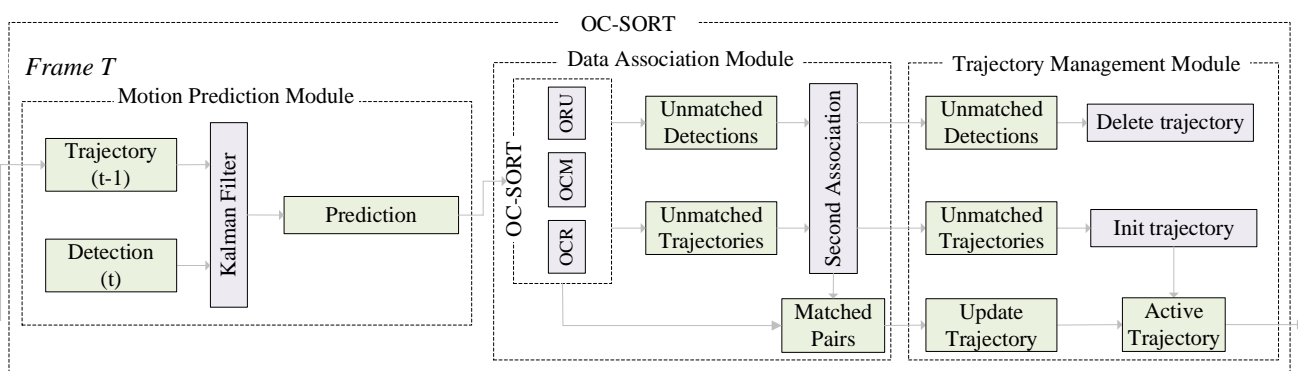 OC-SORT
Frame T
Motion Prediction Module
Trajectory
(t-1)
Detection
(t)
Kalman Filter
Prediction
Data Association Module
OC-SORT
ORU
OCM
OCR
Unmatched
Detections
Unmatched
Trajectories
Second Association
Matched
Pairs
Trajectory Management Module
Unmatched
Detections
Delete trajectory
Unmatched
Trajectories
Init trajectory
Update
Trajectory
Active
Trajectory